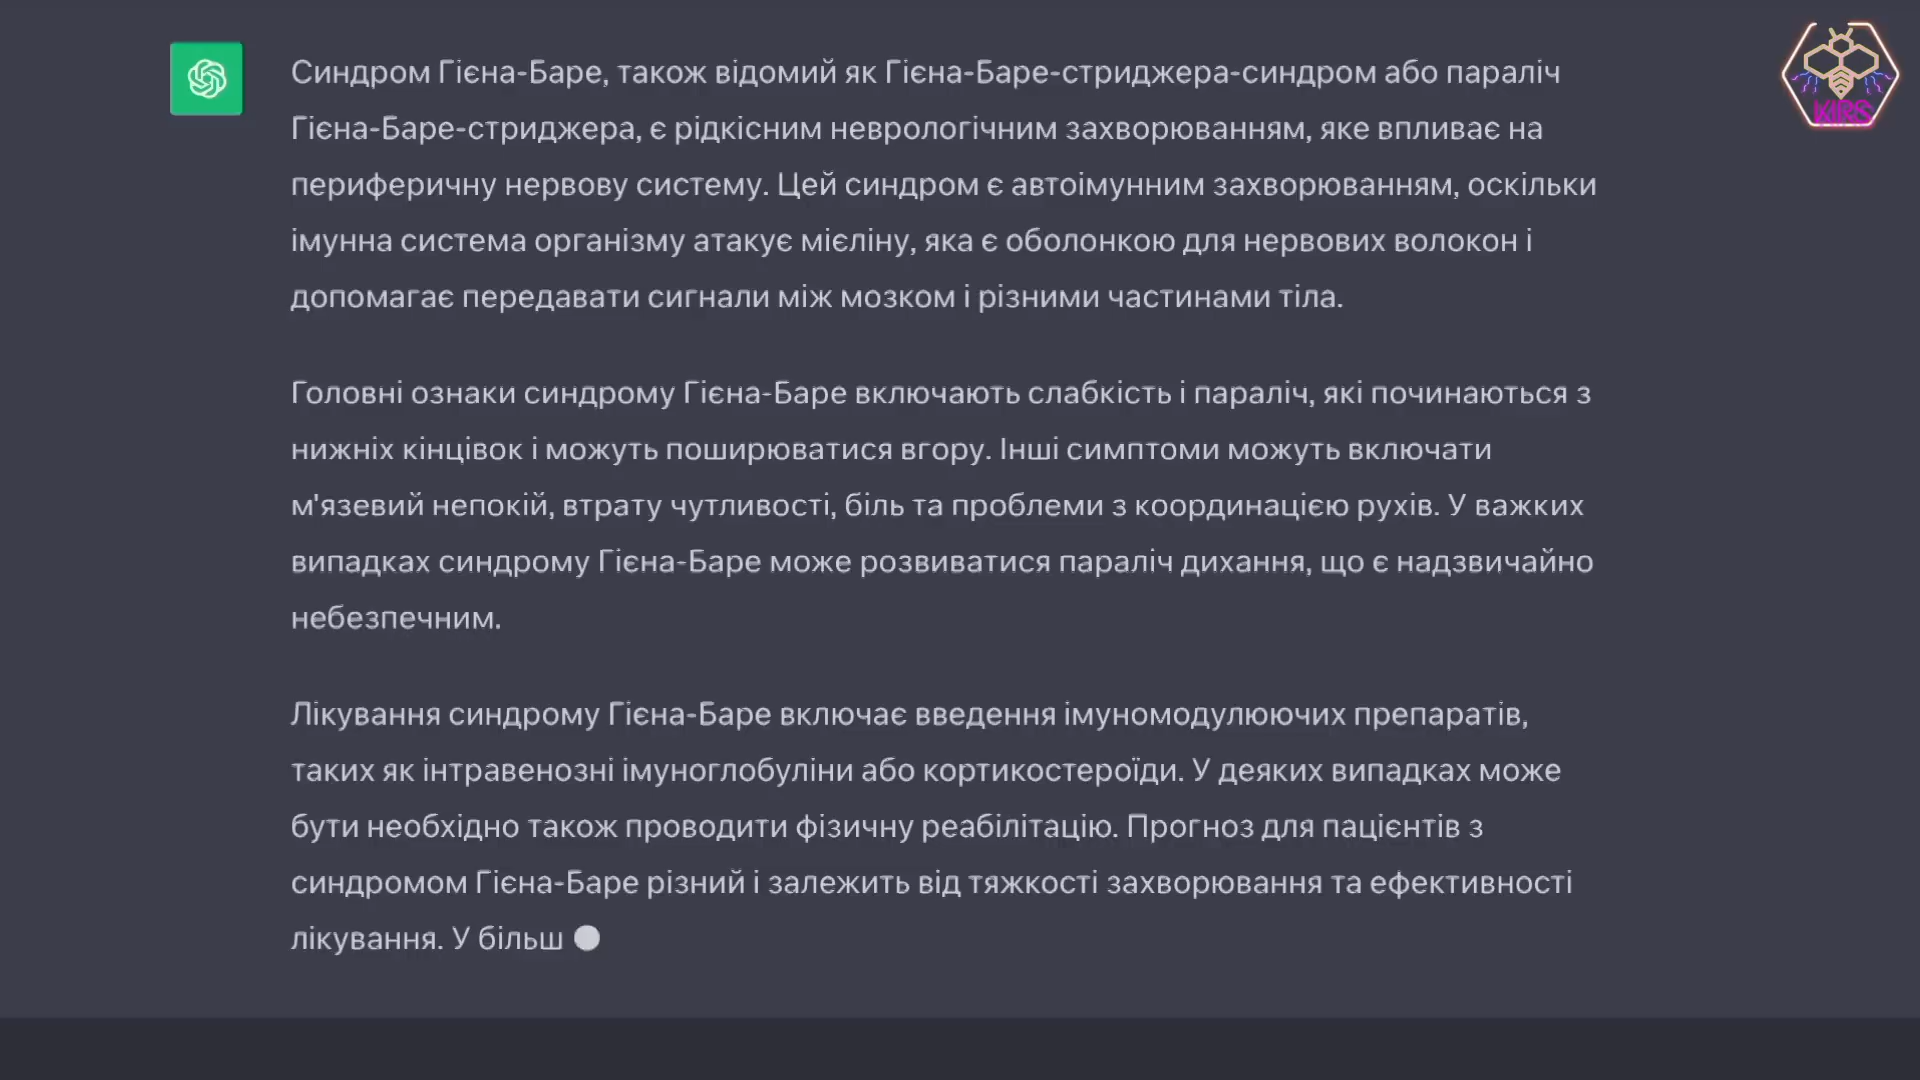 Синдром Гієна-Баре, також відомий як Гієна-Баре-стриджера-синдром або параліч
Гієна-Баре-стриджера, є рідкісним неврологічним захворюванням, яке впливає на
периферичну нервову систему. Цей синдром є автоімунним захворюванням, оскільки
імунна система організму атакує мієліну, яка є оболонкою для нервових волокон і
допомагає передавати сигнали між мозком і різними частинами тіла.
Головні ознаки синдрому Гієна-Баре включають слабкість і параліч, які починаються з
нижніх кінцівок і можуть поширюватися вгору. Інші симптоми можуть включати
м'язевий непокій, втрату чутливості, біль та проблеми з координацією рухів. У важких
випадках синдрому Гієна-Баре може розвиватися параліч дихання, що є надзвичайно
небезпечним.
Лікування синдрому Гієна-Баре включає введення імуномодулюючих препаратів,
таких як інтравенозні імуноглобуліни або кортикостероїди. У деяких випадках може
бути необхідно також проводити фізичну реабілітацію. Прогноз для пацієнтів з
синдромом Гієна-Баре різний і залежить від тяжкості захворювання та ефективності
лікування. У більш
KIRS